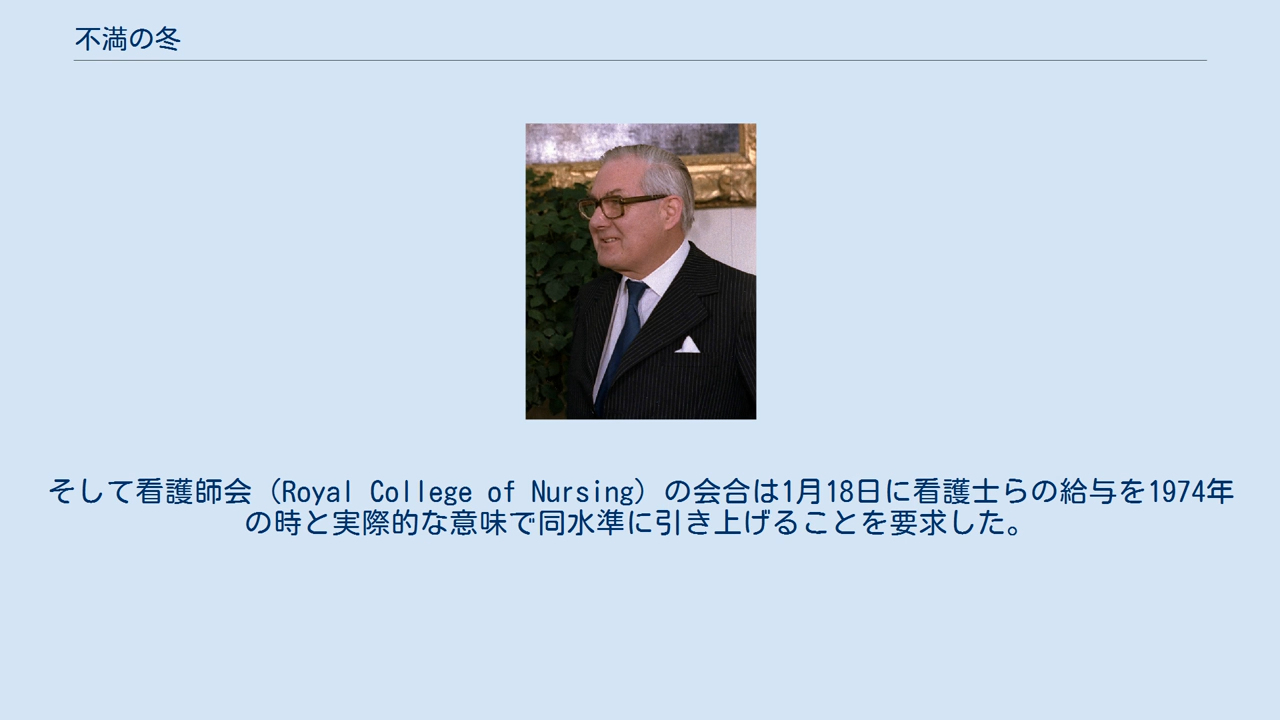 不満の冬
そして看護師会（Royal College of Nursing）の会合は1月18日に看護士らの給与を1974年
の時と実際的な意味で同水準に引き上げることを要求した。